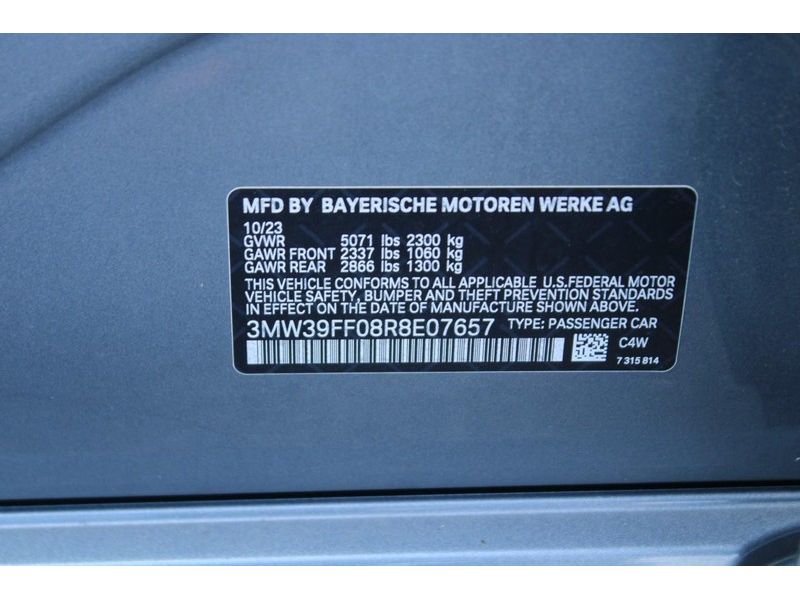 MFD BY BAYERISCHE MOTOREN WERKE AG
10/23
GVWR 5071 lbs 2300 kg
GAWR FRONT 2337 lbs 1060 kg
GAWR REAR 2866 lbs 1300 kg
THIS VEHICLE CONFORMS TO ALL APPLICABLE U.S.FEDERAL MOTOR
VEHICLE SAFETY, BUMPER AND THEFT PREVENTION STANDARDS
IN EFFECT ON THE DATE OF MANUFACTURE SHOWN ABOVE.
3MW39FF08R8E07657 TYPE: PASSENGER CAR
C4W
7 315 814